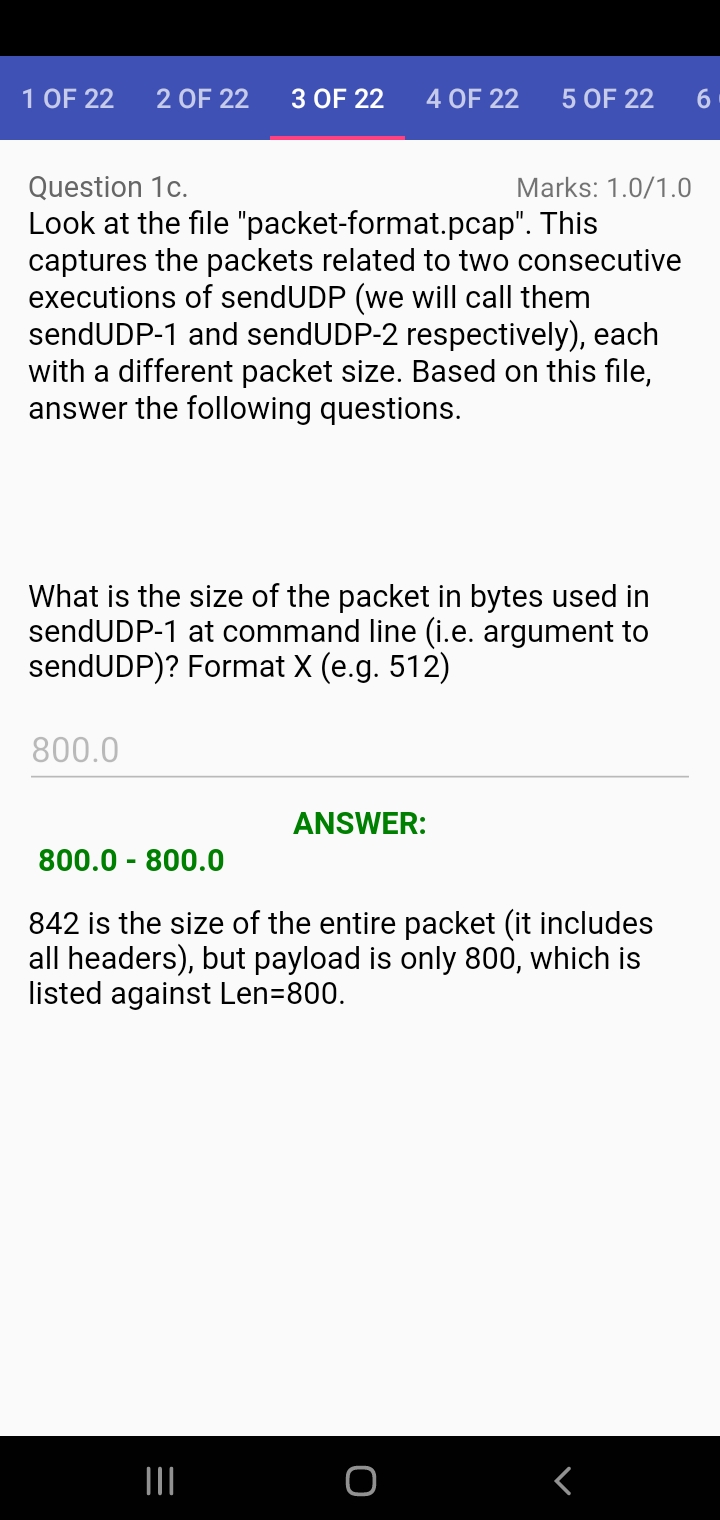 1 OF 22 2 OF 22 3 OF 22 4 OF 22 5 OF 22 6
Question 1c. Marks: 1.0/1.0
Look at the file "packet-format.pcap". This
captures the packets related to two consecutive
executions of sendUDP (we will call them
sendUDP-1 and sendUDP-2 respectively), each
with a different packet size. Based on this file,
answer the following questions.
What is the size of the packet in bytes used in
sendUDP-1 at command line (i.e. argument to
sendUDP)? Format X (e.g. 512)
800.0
ANSWER:
800.0 - 800.0
842 is the size of the entire packet (it includes
all headers), but payload is only 800, which is
listed against Len=800.